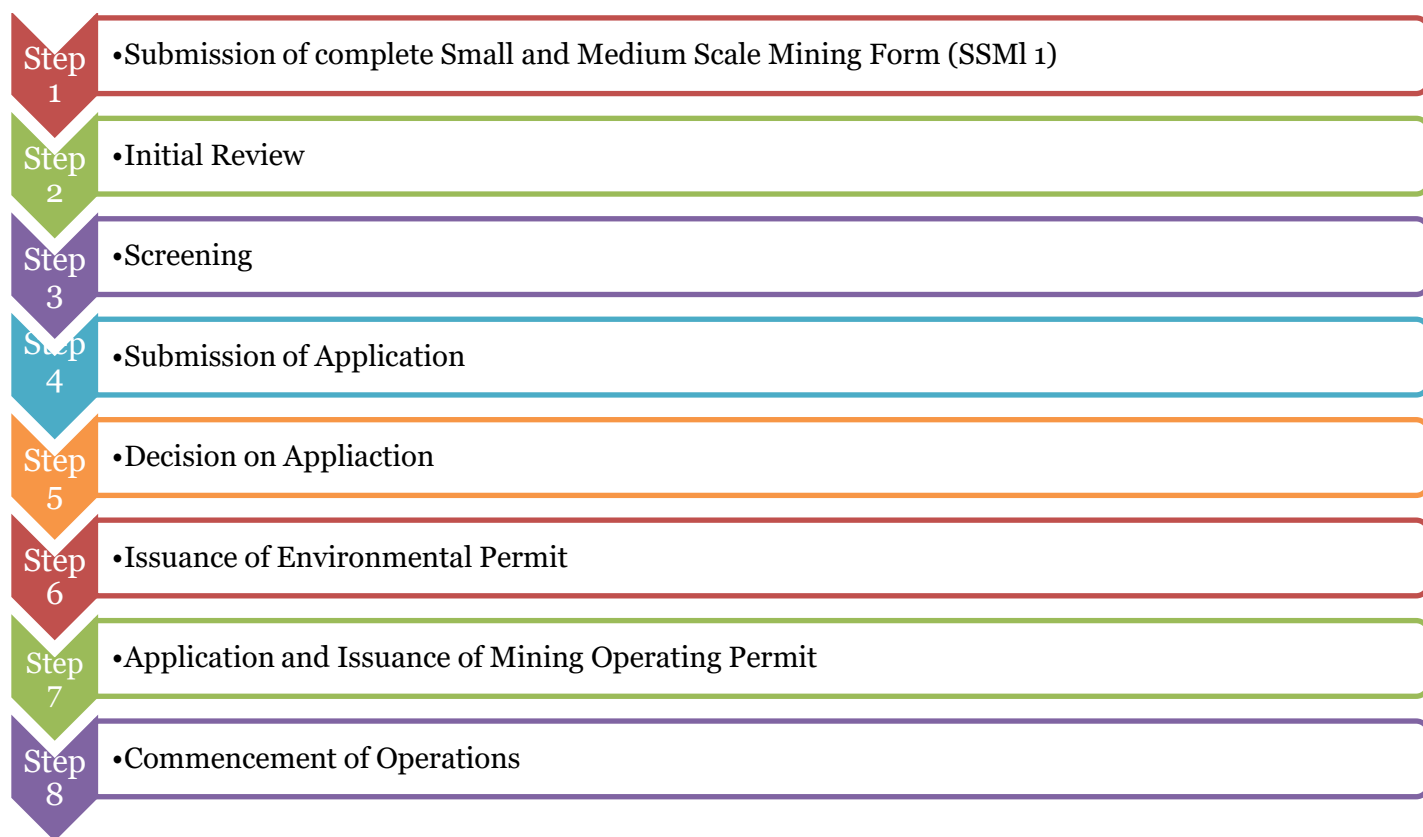 Step
1
•Submission of complete Small and Medium Scale Mining Form (SSMl 1)
Step
2
•Initial Review
Step
3
•Screening
Step
4
•Submission of Application
Step
5
•Decision on Appliaction
Step
6
•Issuance of Environmental Permit
Step
7
•Application and Issuance of Mining Operating Permit
Step
8
•Commencement of Operations